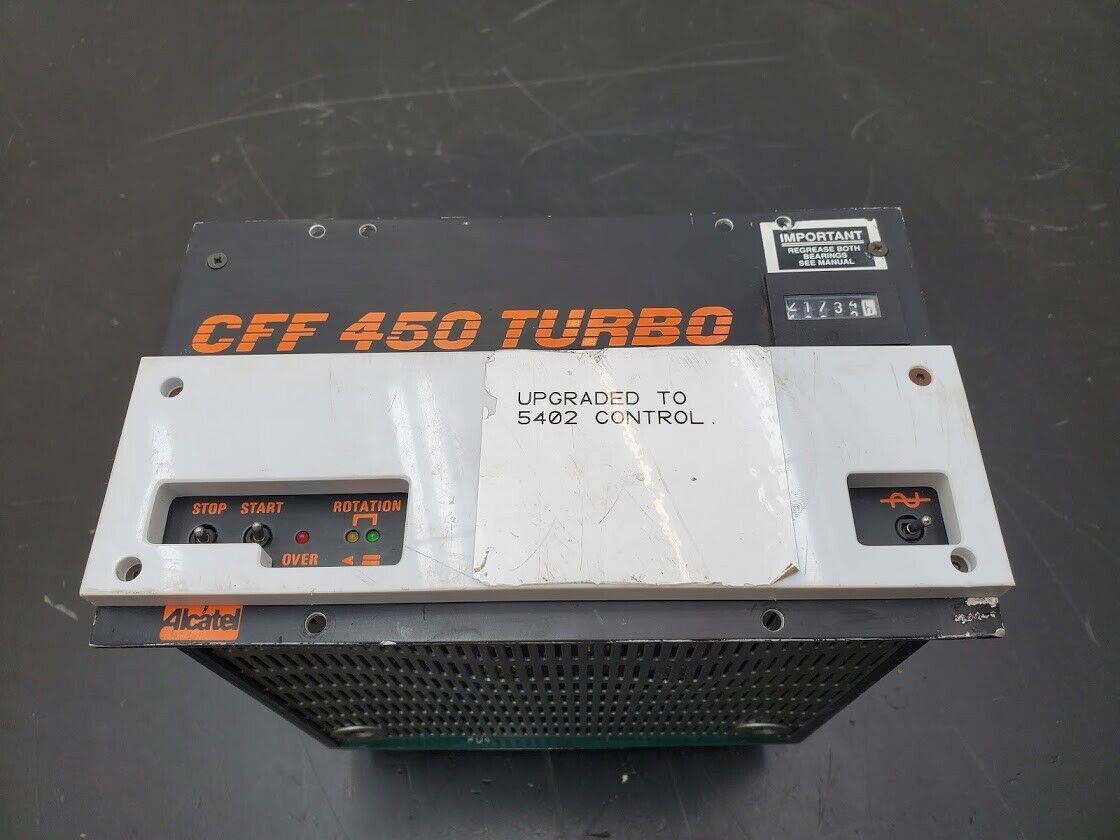 IMPORTANT
REGREASE BOTH
BEARINGS
SEE MANUAL
CFF 450 TURBO
UPGRADED TO
5402 CONTROL.
STOP START
ROTATION
OVER
Alcatel